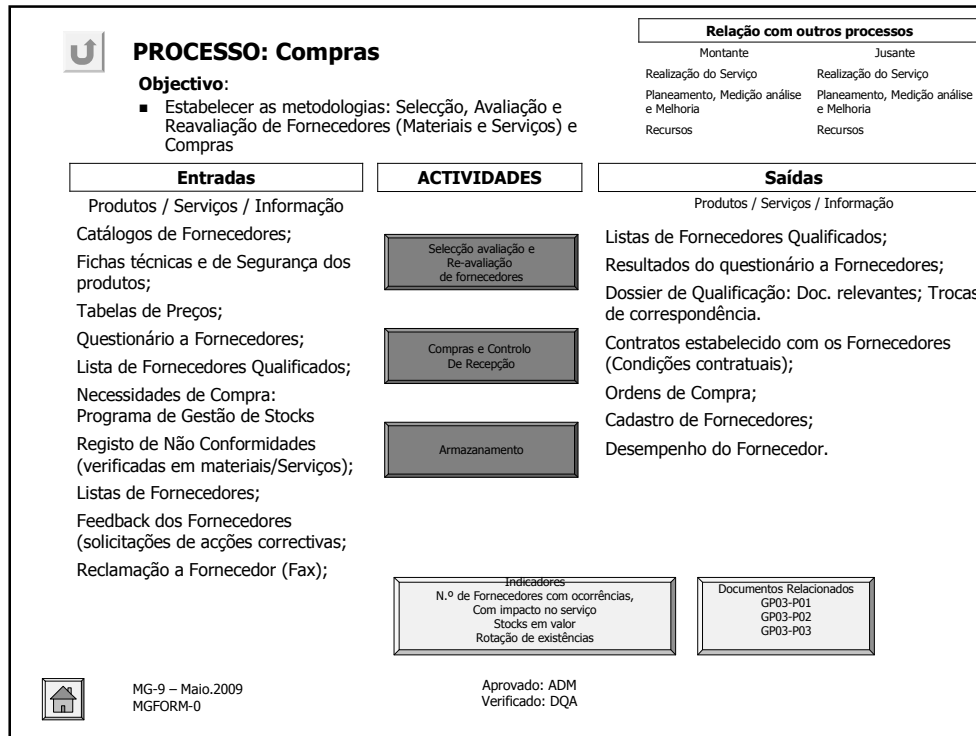 PROCESSO: Compras
Objectivo:
■ Estabelecer as metodologias: Selecção, Avaliação e
Reavaliação de Fornecedores (Materiais e Serviços) e
Compras
Relação com outros processos
Montante
Jusante
Realização do Serviço
Realização do Serviço
Planeamento, Medição análise
e Melhoria
Planeamento, Medição análise
e Melhoria
Recursos
Recursos
Entradas
Produtos / Serviços / Informação
Catálogos de Fornecedores;
Fichas técnicas e de Segurança dos
produtos;
Tabelas de Preços;
Questionário a Fornecedores;
Lista de Fornecedores Qualificados;
Necessidades de Compra:
Programa de Gestão de Stocks
Registo de Não Conformidades
(verificadas em materiais/Serviços);
Listas de Fornecedores;
Feedback dos Fornecedores
(solicitações de acções correctivas;
Reclamação a Fornecedor (Fax);
ACTIVIDADES
Selecção avaliação e
Re-avaliação
de fornecedores
Compras e Controlo
De Recepção
Armazanamento
Saídas
Produtos / Serviços / Informação
Listas de Fornecedores Qualificados;
Resultados do questionário a Fornecedores;
Dossier de Qualificação: Doc. relevantes; Trocas
de correspondência.
Contratos estabelecido com os Fornecedores
(Condições contratuais);
Ordens de Compra;
Cadastro de Fornecedores;
Desempenho do Fornecedor.
Indicadores
N.º de Fornecedores com ocorrências,
Com impacto no serviço
Stocks em valor
Rotação de existências
Documentos Relacionados
GP03-P01
GP03-P02
GP03-P03
MG-9 – Maio.2009
MGFORM-0
Aprovado: ADM
Verificado: DQA